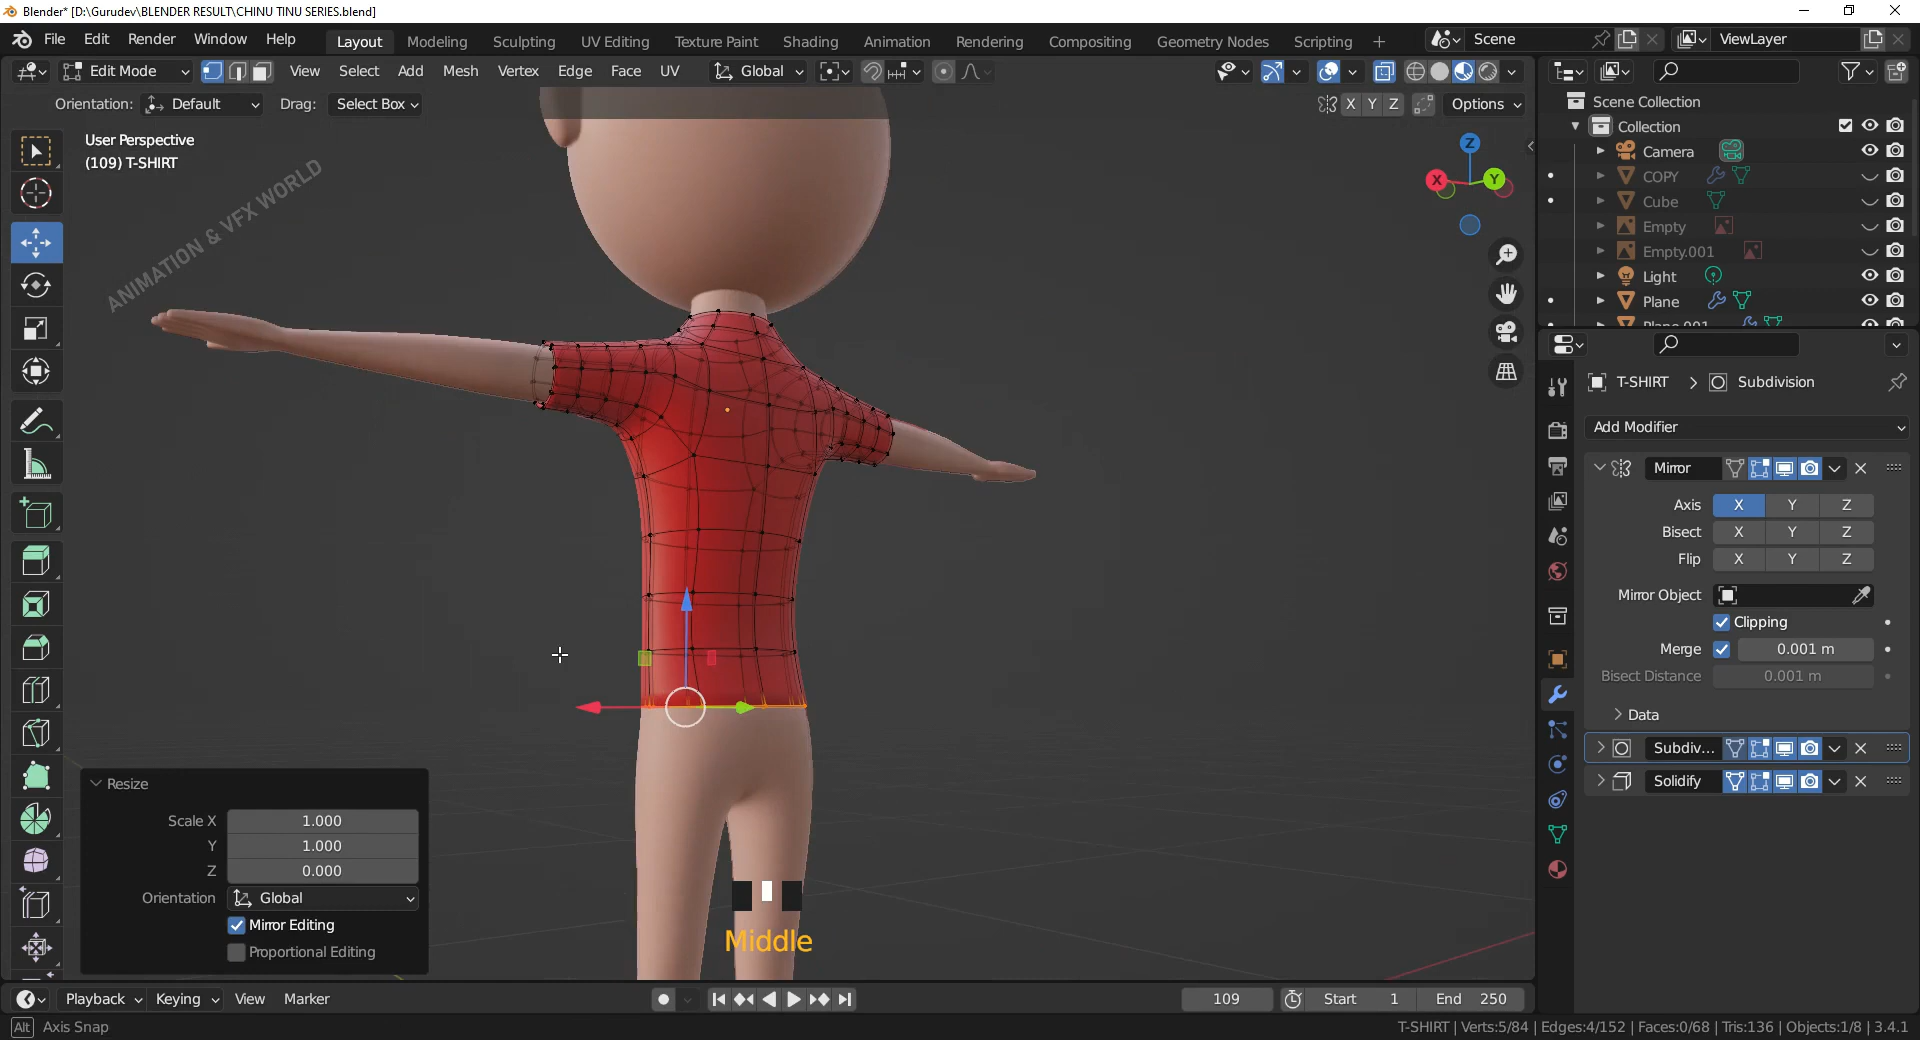 Blender* [D:\Gurudev\BLENDER RESULT\CHINU TINU SERIES.blend]
File Edit Render Window Help Layout Modeling Sculpting UV Editing Texture Paint Shading Animation Rendering Compositing Geometry Nodes Scripting Scene ViewLayer
Edit Mode View Select Add Mesh Vertex Edge Face UV Global
Orientation: Default Drag: Select Box X Y Z Options
User Perspective
(109) T-SHIRT
ANIMATION & VFX WORLD
Z
X
Y
Scene Collection
Collection
Camera
COPY
Cube
Empty
Empty.001
Light
Plane
Plane.001
T-SHIRT > Subdivision
Add Modifier
Mirror
Axis X Y Z
Bisect X Y Z
Flip X Y Z
Mirror Object
Clipping
Merge 0.001 m
Bisect Distance 0.001 m
Data
Subdiv...
Solidify
Resize
Scale X 1.000
Y 1.000
Z 0.000
Orientation Global
Mirror Editing
Proportional Editing
Middle
Playback Keying View Marker 109 Start 1 End 250
Alt Axis Snap
T-SHIRT | Verts:5/84 | Edges:4/152 | Faces:0/68 | Tris:136 | Objects:1/8 | 3.4.1